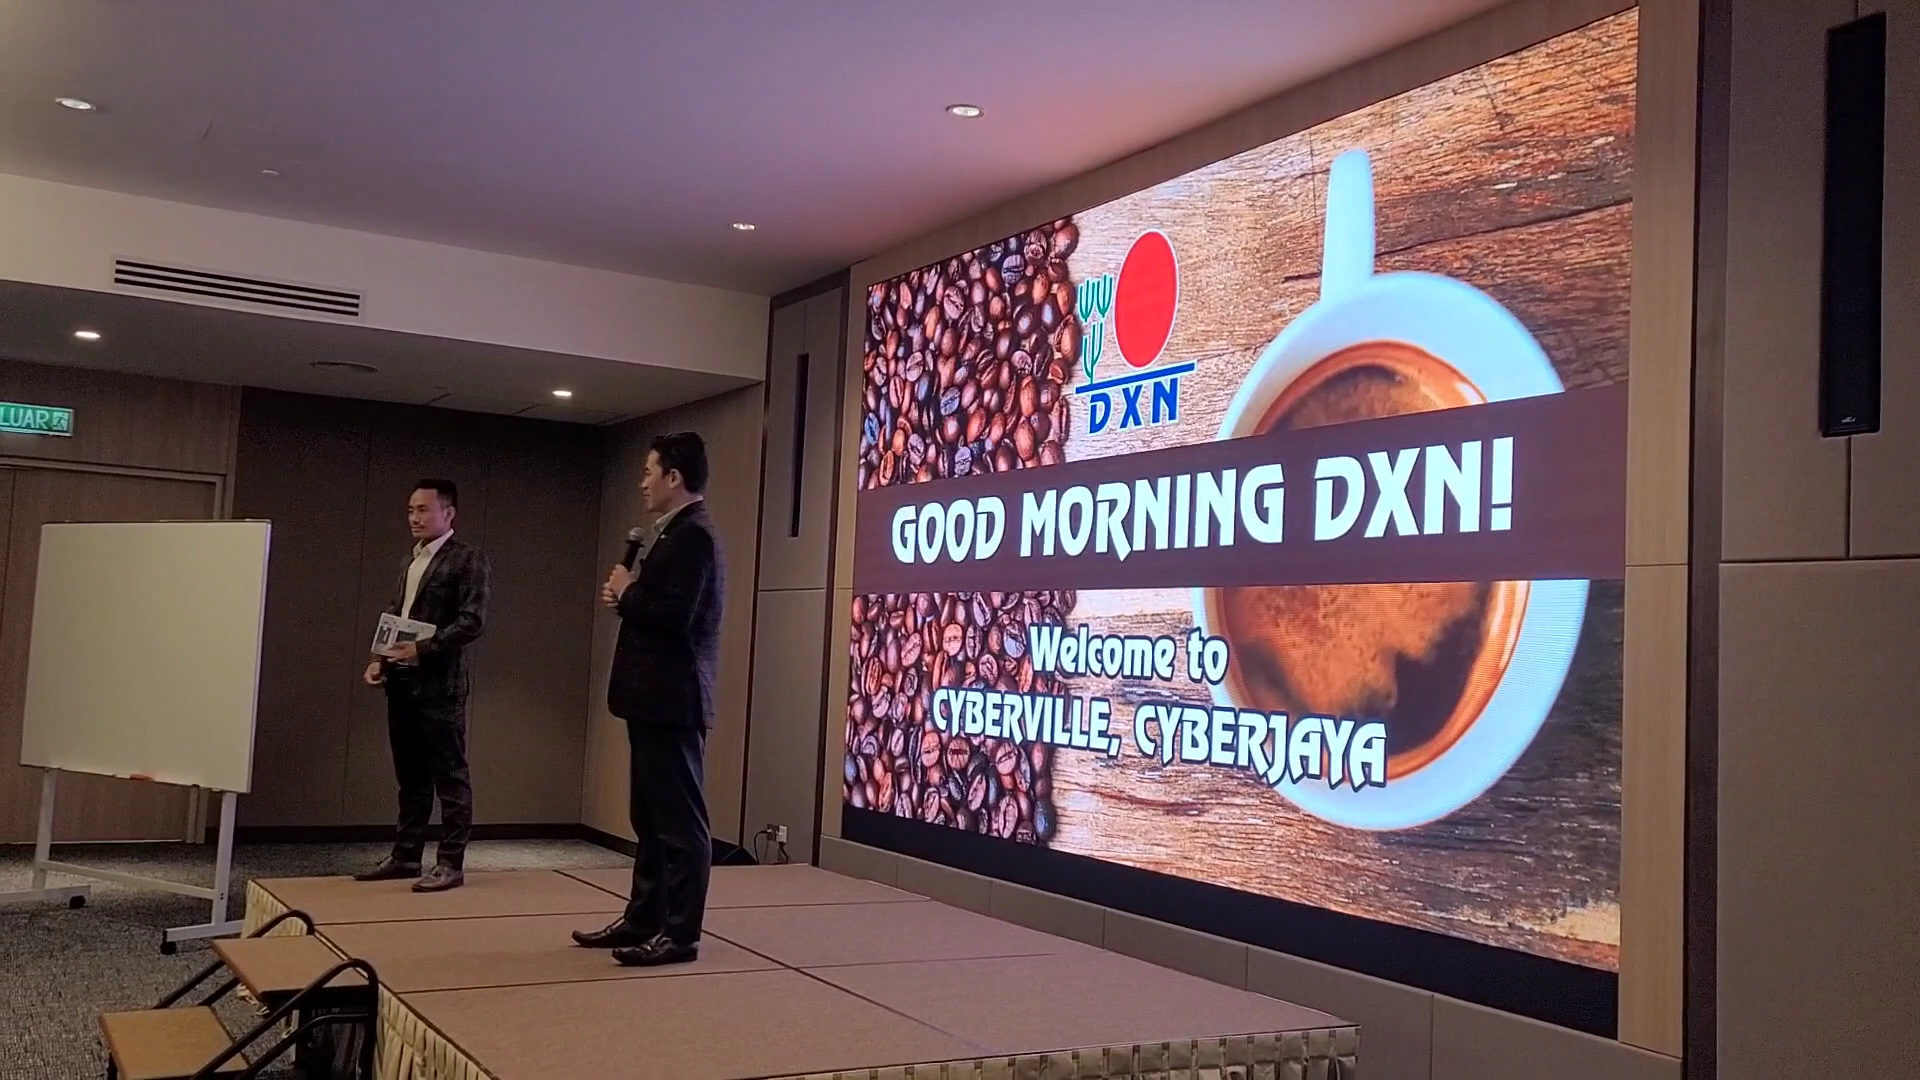 LUAR
DXN
GOOD MORNING DXN!
Welcome to
CYBERVILLE, CYBERJAYA